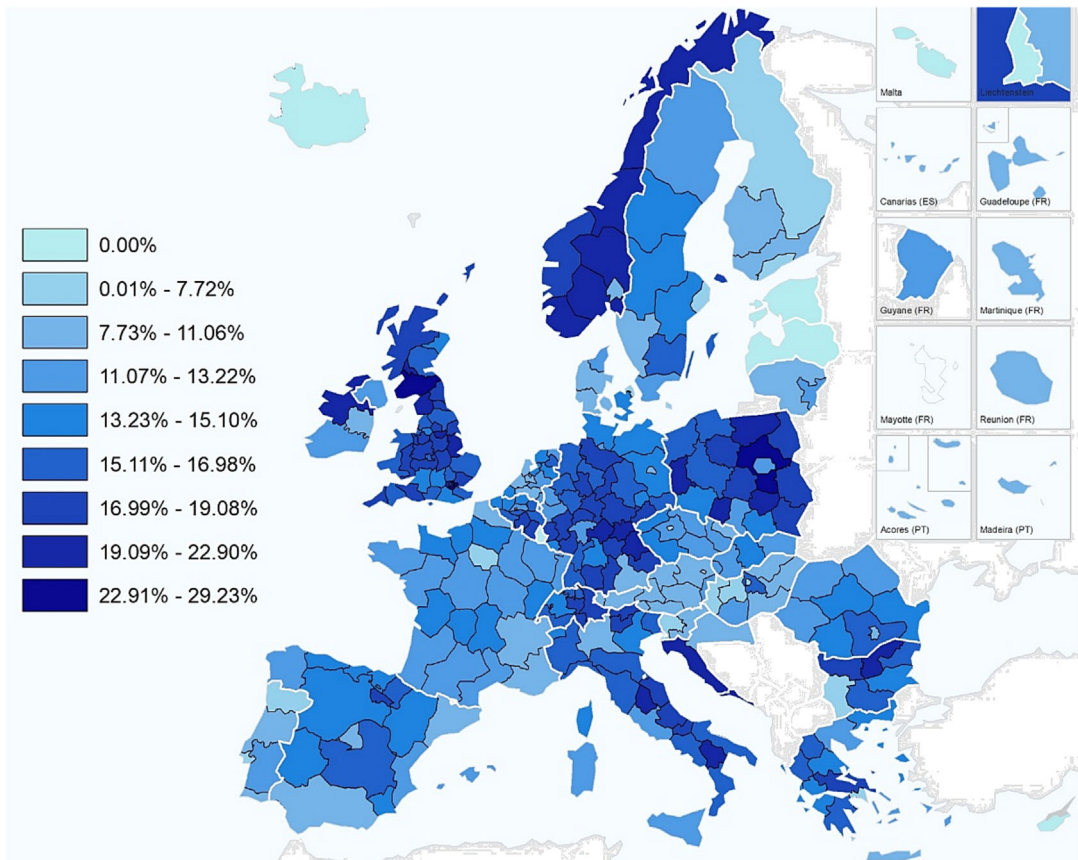 Malta
Liechtenstein
Canarias (ES)
Guadeloupe (FR)
Guyane (FR)
Martinique (FR)
Mayotte (FR)
Reunion (FR)
Acores (PT)
Madeira (PT)
0.00%
0.01% - 7.72%
7.73% - 11.06%
11.07% - 13.22%
13.23% - 15.10%
15.11% - 16.98%
16.99% - 19.08%
19.09% - 22.90%
22.91% - 29.23%